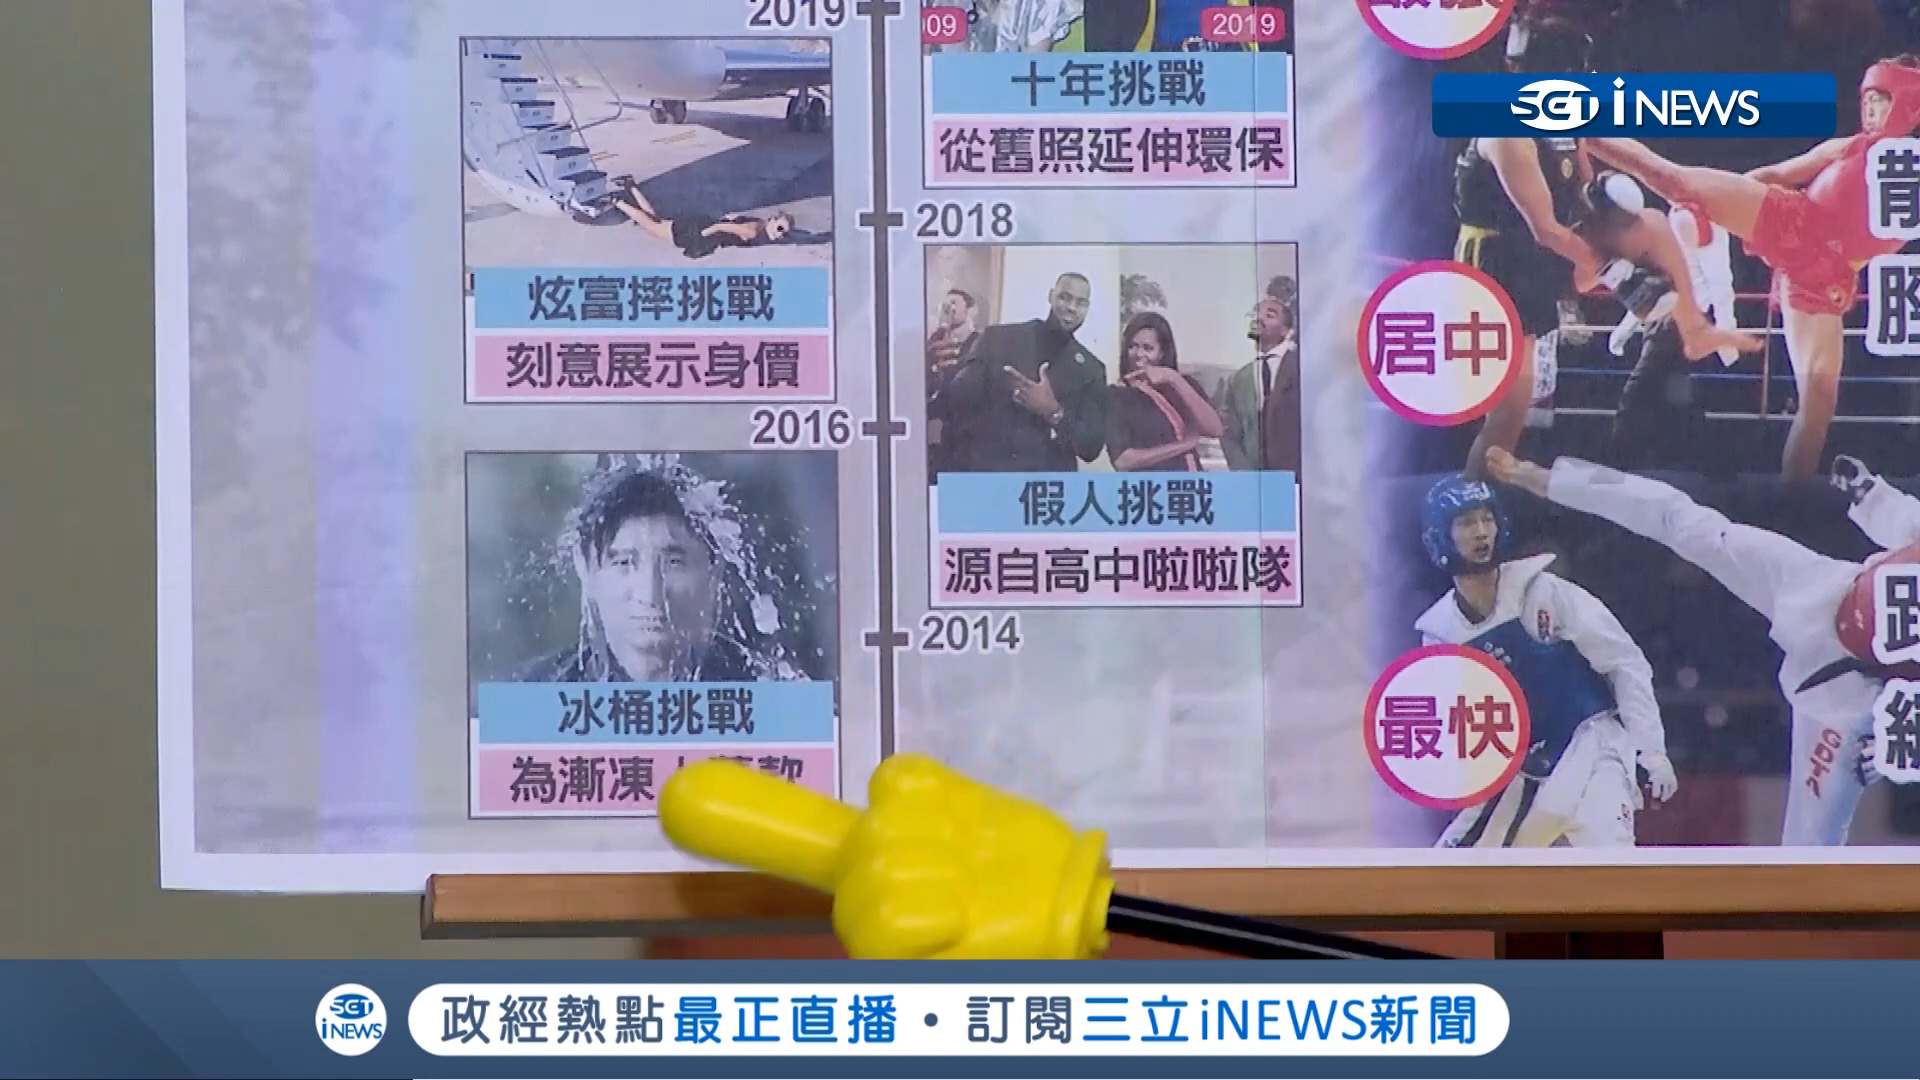 2019
09
2019
十年挑戰
從舊照延伸環保
SET iNEWS
散
2018
炫富摔挑戰
刻意展示身價
居中
2016
假人挑戰
源自高中啦啦隊
2014
冰桶挑戰
為漸凍
最快
SET iNEWS
政經熱點最正直播・訂閱三立iNEWS新聞